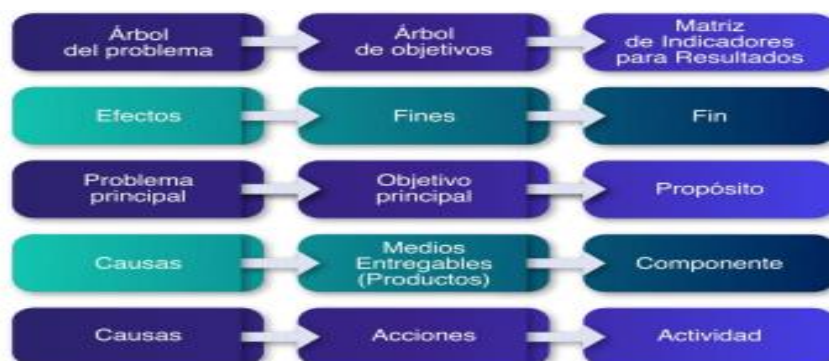 Árbol
del problema
Árbol
de objetivos
Matriz
de Indicadores
para Resultados
Efectos
Fines
Fin
Problema
principal
Objetivo
principal
Propósito
Causas
Medios
Entregables
(Productos)
Componente
Causas
Acciones
Actividad